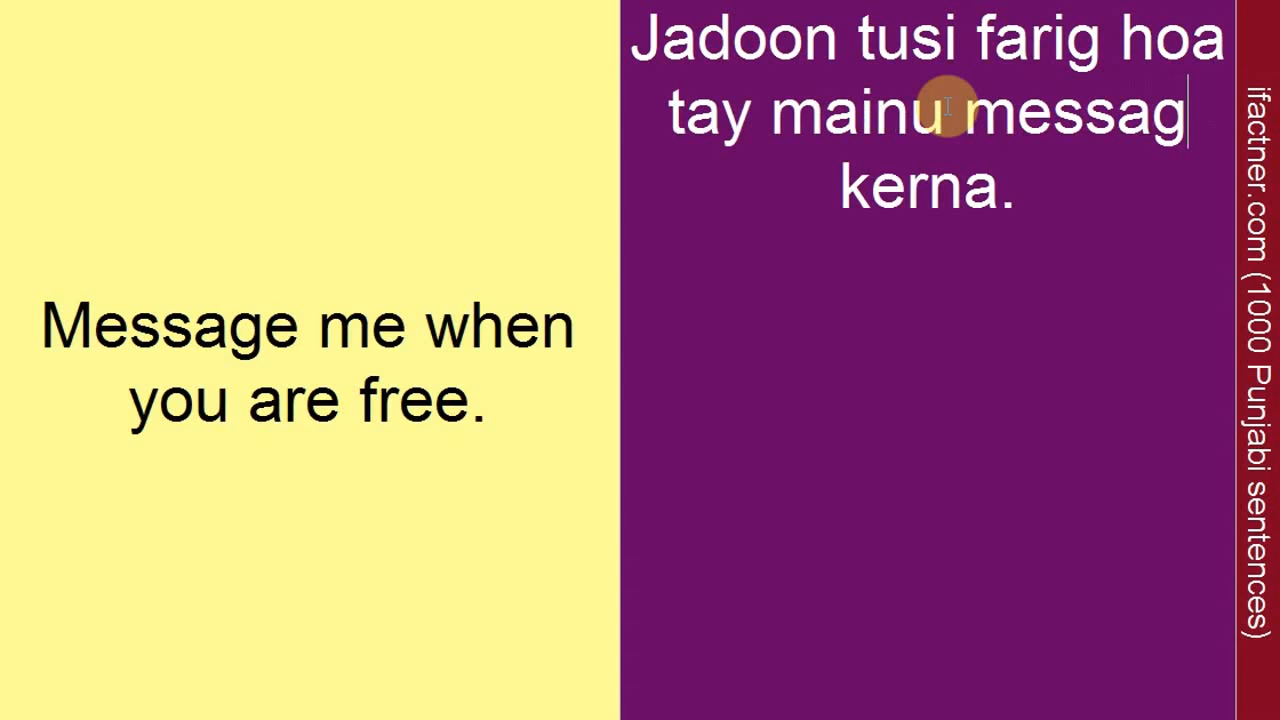 Message me when
you are free.
Jadoon tusi farig hoa
tay mainu messag
kerna.
ifactner.com (1000 Punjabi sentences)